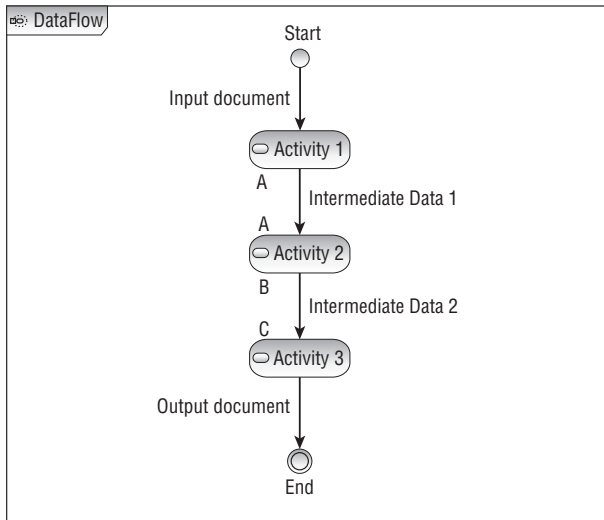 DataFlow
Start
Input document
Activity 1
A
Intermediate Data 1
A
Activity 2
B
Intermediate Data 2
C
Activity 3
Output document
End